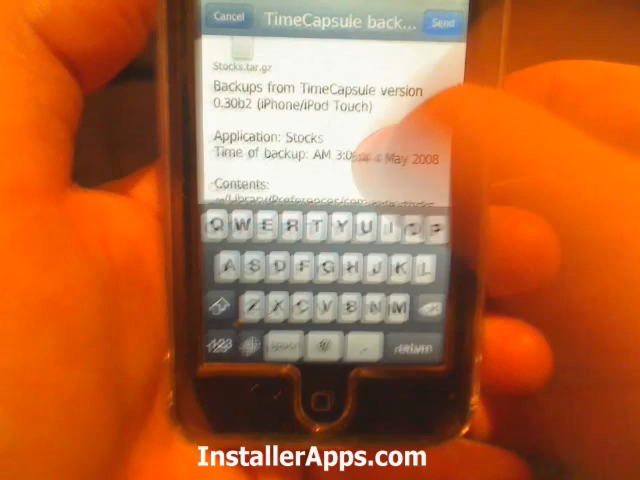 Cancel TimeCapsule back... Send
Stocks.tar.gz
Backups from TimeCapsule version
0.30b2 (iPhone/iPod Touch)
Application: Stocks
Time of backup: AM 4 May 2008
Contents:
Q W E R T Y U I O P
A S D F G H J K L
Z X C V B N M
123 @ . return
InstallerApps.com